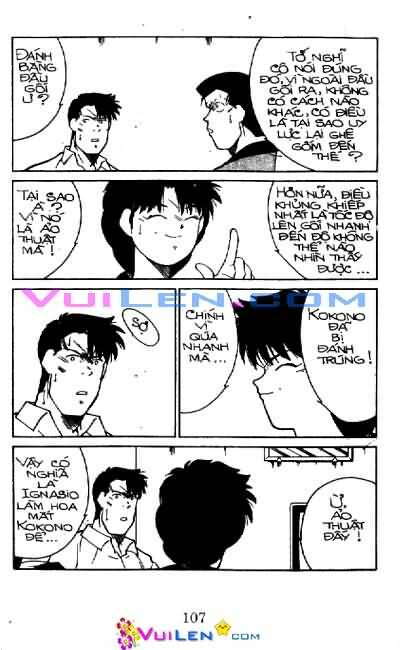 ĐÁNH
BẰNG
ĐẦU
GỐI
Ư ?
TỚ NGHĨ
CÔ NÓI ĐÚNG
ĐÓ, VÌ NGOÀI ĐẦU
GỐI RA, KHÔNG
CÓ CÁCH NÀO
KHÁC, CÓ ĐIỀU
LÀ TẠI SAO UY
LỰC LẠI GHÊ
GỚM ĐẾN
THẾ ?
TẠI SAO
À ?
VÌ NÓ
LÀ ẢO
THUẬT
MÀ !
HƠN NỮA, ĐIỀU
KHỦNG KHIẾP
NHẤT LÀ TỐC ĐỘ
LÊN GỐI NHANH
ĐẾN ĐỘ KHÔNG
THỂ NÀO
NHÌN THẤY
ĐƯỢC ...
VUILEN.COM
SỢ
CHÍNH
VÌ
QUÁ
NHANH
MÀ ...
KOKONO
ĐÃ
BỊ
ĐÁNH
TRÚNG !
VẬY CÓ
NGHĨA
LÀ
IGNASIO
LÀM HOA
MẮT
KOKONO
ĐỂ ...
Ừ.
ẢO
THUẬT
ĐẤY !
107
VUILEN.COM